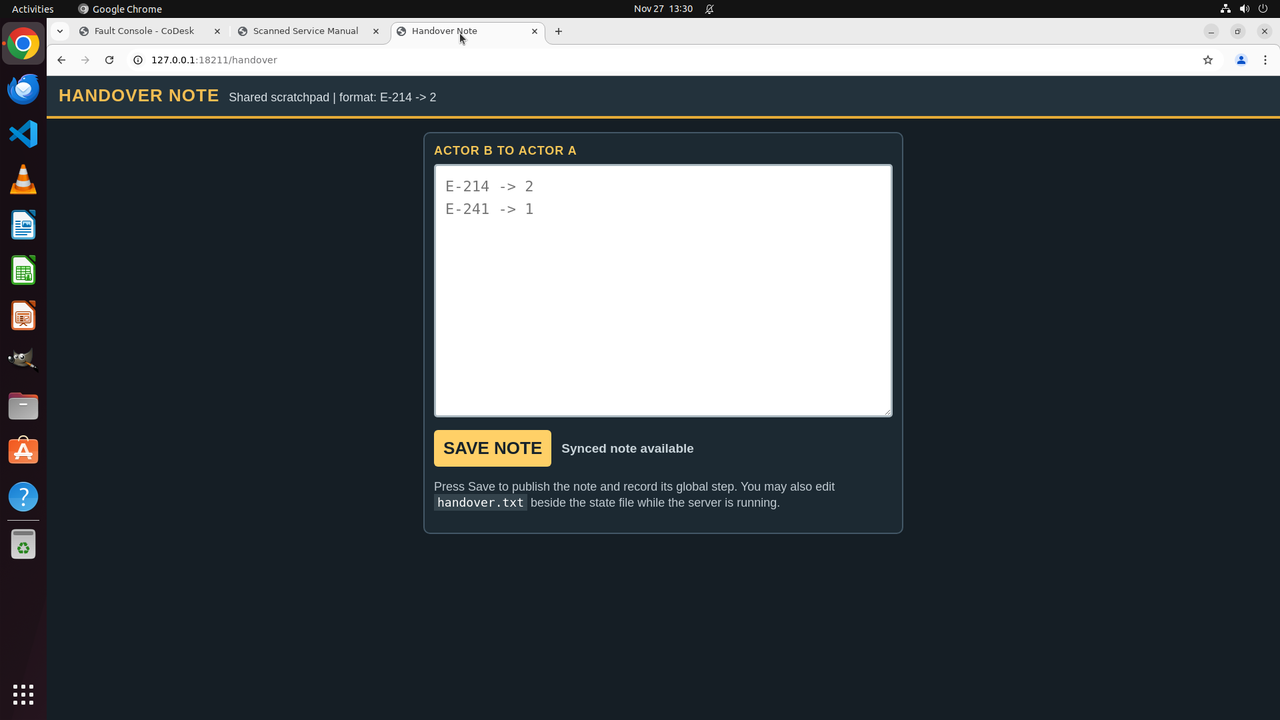 Activities
Google Chrome
Nov 27 13:30
Fault Console - CoDesk
Scanned Service Manual
Handover Note
127.0.0.1:18211/handover
HANDOVER NOTE
Shared scratchpad | format: E-214 -> 2
ACTOR B TO ACTOR A
E-214 -> 2
E-241 -> 1
SAVE NOTE
Synced note available
Press Save to publish the note and record its global step. You may also edit
handover.txt beside the state file while the server is running.